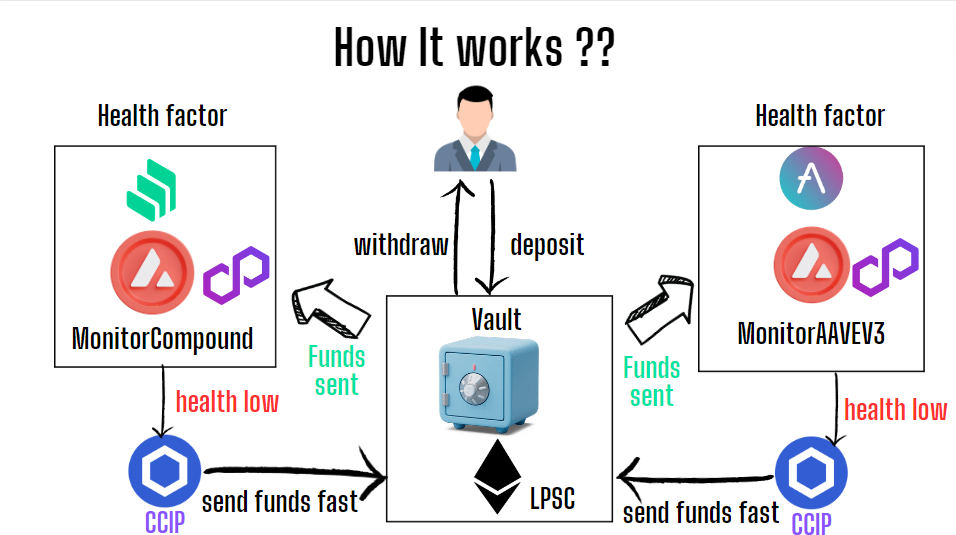 How It works ??
Health factor
Health factor
withdraw
deposit
MonitorCompound
Vault
MonitorAAVEV3
Funds
sent
Funds
sent
health low
health low
LPSC
send funds fast
send funds fast
CCIP
CCIP